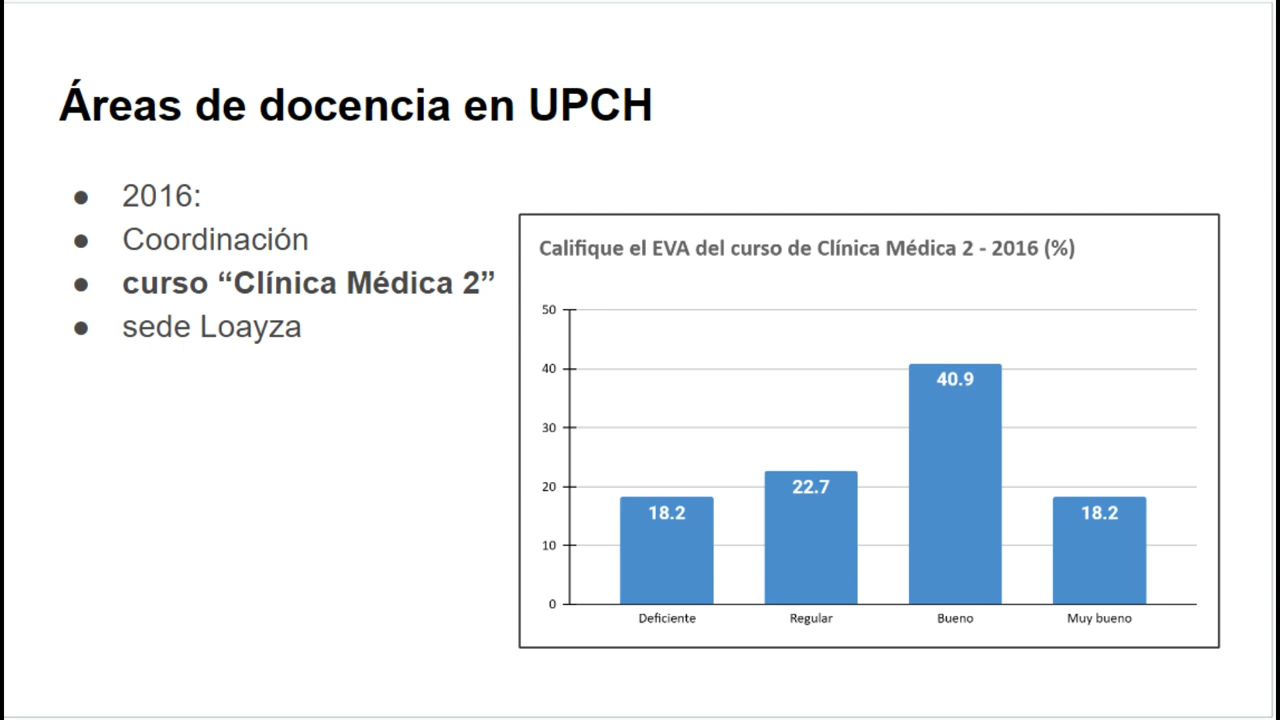 Áreas de docencia en UPCH
● 2016:
● Coordinación
● curso “Clínica Médica 2”
● sede Loayza
Califique el EVA del curso de Clínica Médica 2 - 2016 (%)
50
40
30
20
10
0
18.2
22.7
40.9
18.2
Deficiente
Regular
Bueno
Muy bueno